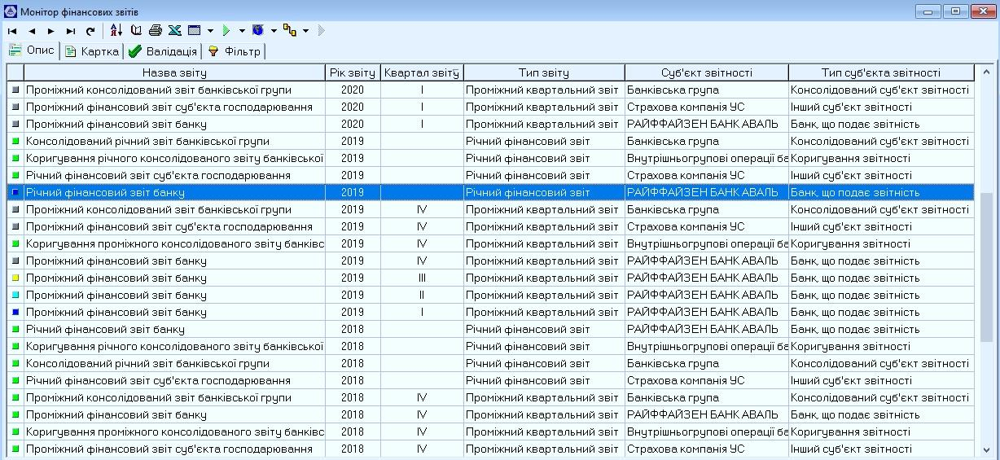 Монітор фінансових звітів
Опис Картка Валідація Фільтр
Назва звіту Рік звіту Квартал звіту Тип звіту Суб'єкт звітності Тип суб'єкта звітності
Проміжний консолідований звіт банківської групи 2020 I Проміжний квартальний звіт Банківська група Консолідований суб'єкт звітності
Проміжний фінансовий звіт суб'єкта господарювання 2020 I Проміжний квартальний звіт Страхова компанія УС Інший суб'єкт звітності
Проміжний фінансовий звіт банку 2020 I Проміжний квартальний звіт РАЙФФАЙЗЕН БАНК АВАЛЬ Банк, що подає звітність
Консолідований річний звіт банківської групи 2019 Річний фінансовий звіт Банківська група Консолідований суб'єкт звітності
Коригування річного консолідованого звіту банківської 2019 Річний фінансовий звіт Внутрішньогрупові операції ба Коригування звітності
Річний фінансовий звіт суб'єкта господарювання 2019 Річний фінансовий звіт Страхова компанія УС Інший суб'єкт звітності
Річний фінансовий звіт банку 2019 Річний фінансовий звіт РАЙФФАЙЗЕН БАНК АВАЛЬ Банк, що подає звітність
Проміжний консолідований звіт банківської групи 2019 IV Проміжний квартальний звіт Банківська група Консолідований суб'єкт звітності
Проміжний фінансовий звіт суб'єкта господарювання 2019 IV Проміжний квартальний звіт Страхова компанія УС Інший суб'єкт звітності
Коригування проміжного консолідованого звіту банківс 2019 IV Проміжний квартальний звіт Внутрішньогрупові операції ба Коригування звітності
Проміжний фінансовий звіт банку 2019 IV Проміжний квартальний звіт РАЙФФАЙЗЕН БАНК АВАЛЬ Банк, що подає звітність
Проміжний фінансовий звіт банку 2019 III Проміжний квартальний звіт РАЙФФАЙЗЕН БАНК АВАЛЬ Банк, що подає звітність
Проміжний фінансовий звіт банку 2019 II Проміжний квартальний звіт РАЙФФАЙЗЕН БАНК АВАЛЬ Банк, що подає звітність
Проміжний фінансовий звіт банку 2019 I Проміжний квартальний звіт РАЙФФАЙЗЕН БАНК АВАЛЬ Банк, що подає звітність
Річний фінансовий звіт банку 2018 Річний фінансовий звіт РАЙФФАЙЗЕН БАНК АВАЛЬ Банк, що подає звітність
Коригування річного консолідованого звіту банківської 2018 Річний фінансовий звіт Внутрішньогрупові операції ба Коригування звітності
Консолідований річний звіт банківської групи 2018 Річний фінансовий звіт Банківська група Консолідований суб'єкт звітності
Річний фінансовий звіт суб'єкта господарювання 2018 Річний фінансовий звіт Страхова компанія УС Інший суб'єкт звітності
Проміжний консолідований звіт банківської групи 2018 IV Проміжний квартальний звіт Банківська група Консолідований суб'єкт звітності
Проміжний фінансовий звіт банку 2018 IV Проміжний квартальний звіт РАЙФФАЙЗЕН БАНК АВАЛЬ Банк, що подає звітність
Коригування проміжного консолідованого звіту банківс 2018 IV Проміжний квартальний звіт Внутрішньогрупові операції ба Коригування звітності
Проміжний фінансовий звіт суб'єкта господарювання 2018 IV Проміжний квартальний звіт Страхова компанія УС Інший суб'єкт звітності